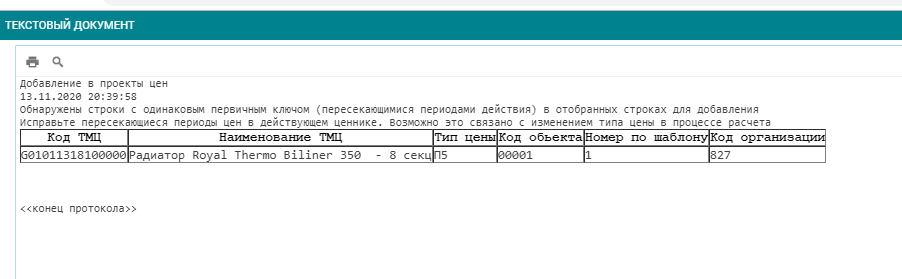 ТЕКСТОВЫЙ ДОКУМЕНТ
Добавление в проекты цен
13.11.2020 20:39:58
Обнаружены строки с одинаковым первичным ключом (пересекающимися периодами действия) в отобранных строках для добавления
Исправьте пересекающиеся периоды цен в действующем ценнике. Возможно это связано с изменением типа цены в процессе расчета
Код ТМЦ Наименование ТМЦ Тип цены Код объекта Номер по шаблону Код организации
G01011318100000 Радиатор Royal Thermo Biliner 350 - 8 секц П5 00001 1 827
<<конец протокола>>